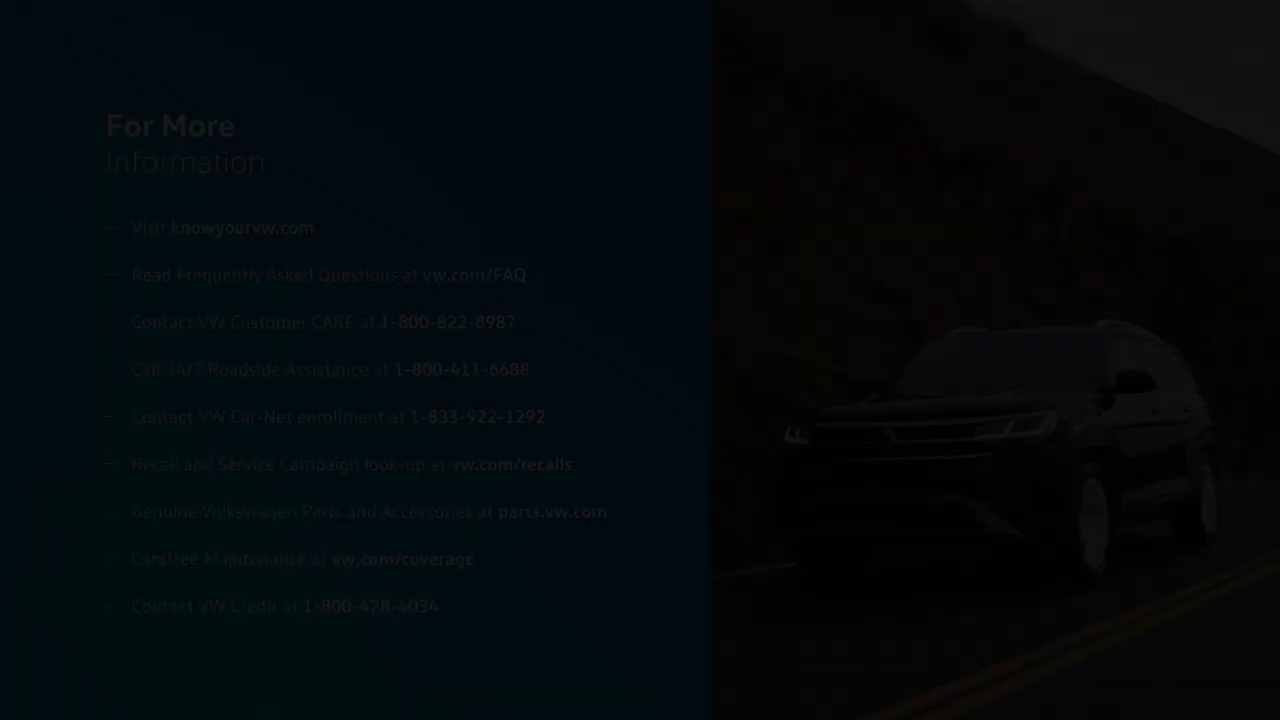 For More
Information
— Visit knowyourvw.com
— Read Frequently Asked Questions at vw.com/FAQ
— Contact VW Customer CARE at 1-800-822-8987
— Call 24/7 Roadside Assistance at 1-800-411-6688
— Contact VW Car-Net enrollment at 1-833-922-1292
— Recall and Service Campaign look-up at vw.com/recalls
— Genuine Volkswagen Parts and Accessories at parts.vw.com
— Carefree Maintenance at vw.com/coverage
— Contact VW Credit at 1-800-428-4034